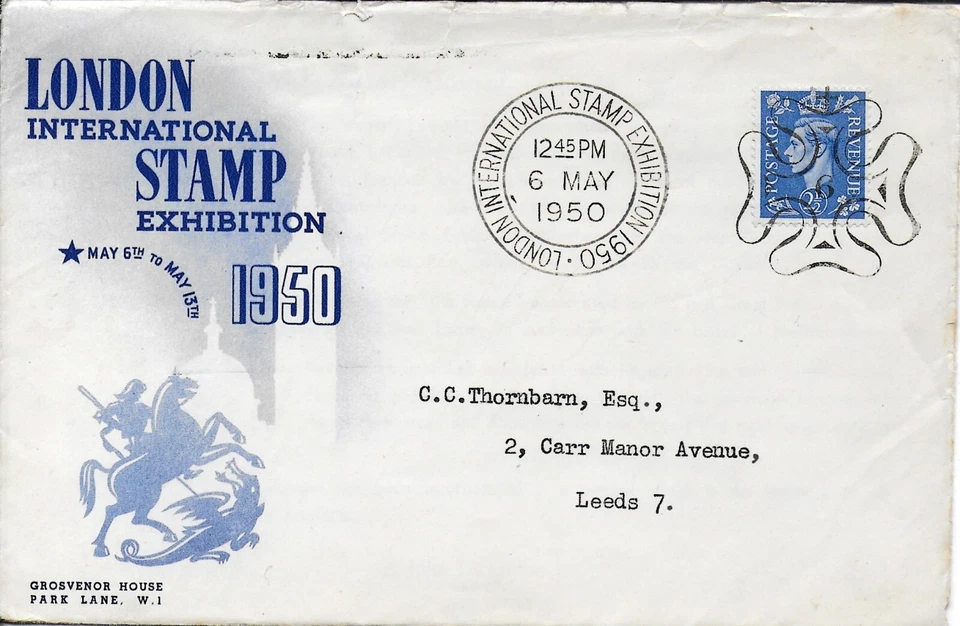 LONDON
INTERNATIONAL
STAMP
EXHIBITION
★ MAY 6TH TO MAY 13TH
1950
LONDON INTERNATIONAL STAMP EXHIBITION 1950 ·
12 45 PM
6 MAY
1950
POSTAGE
REVENUE
2½D
C.C.Thornbarn, Esq.,
2, Carr Manor Avenue,
Leeds 7.
GROSVENOR HOUSE
PARK LANE, W.1